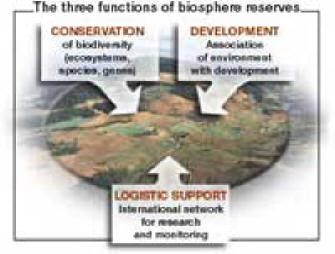 The three functions of biosphere reserves
CONSERVATION
of biodiversity
(ecosystems,
species, genes)
DEVELOPMENT
Association
of environment
with development
LOGISTIC SUPPORT
International network
for research
and monitoring